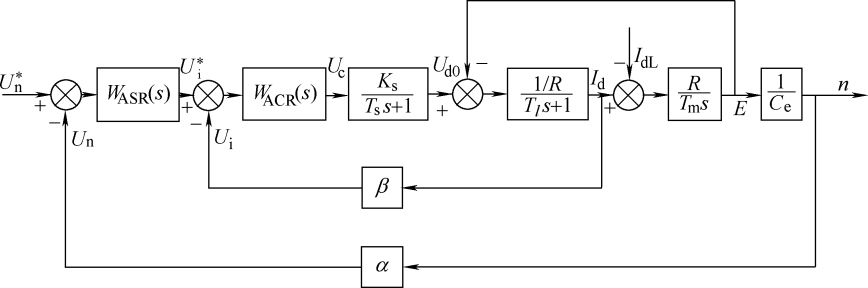 U*n
+
−
Un
WASR(s)
U*i
+
−
Ui
WACR(s)
Uc
Ks
Tss+1
Ud0
+
−
1/R
Tls+1
Id
+
−
IdL
R
Tms
E
1
Ce
n
β
α